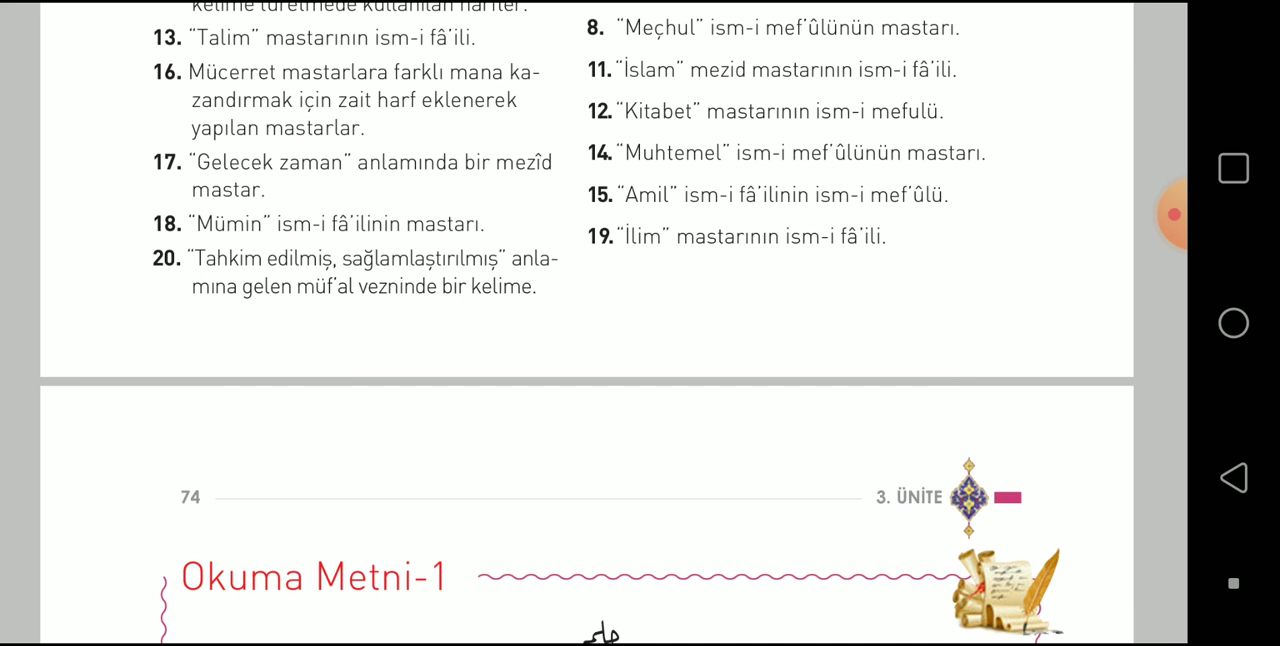 kelime türetmede kullanılan harfler.
13. “Talim” mastarının ism-i fâ’ili.
16. Mücerret mastarlara farklı mana ka-
zandırmak için zait harf eklenerek
yapılan mastarlar.
17. “Gelecek zaman” anlamında bir mezîd
mastar.
18. “Mümin” ism-i fâ’ilinin mastarı.
20. “Tahkim edilmiş, sağlamlaştırılmış” anla-
mına gelen müf’al vezninde bir kelime.
8. “Meçhul” ism-i mef’ûlünün mastarı.
11. “İslam” mezid mastarının ism-i fâ’ili.
12. “Kitabet” mastarının ism-i mefulü.
14. “Muhtemel” ism-i mef’ûlünün mastarı.
15. “Amil” ism-i fâ’ilinin ism-i mef’ûlü.
19. “İlim” mastarının ism-i fâ’ili.
74
3. ÜNİTE
Okuma Metni-1